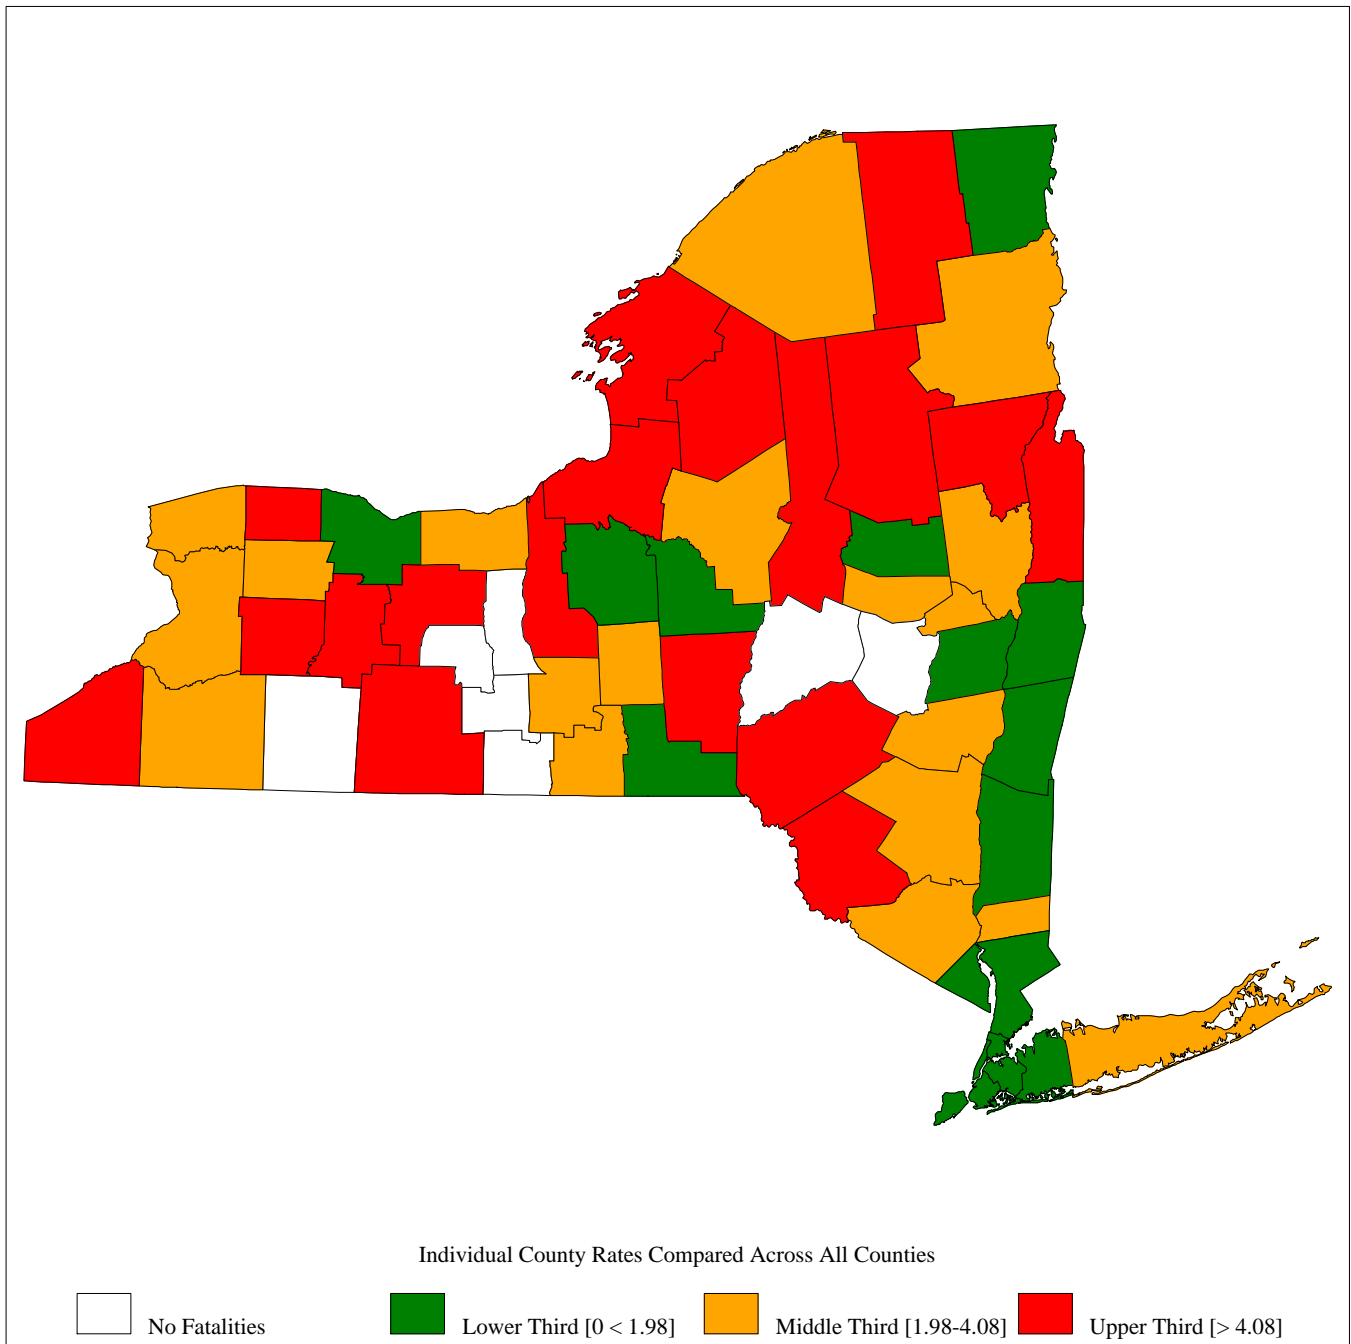 Individual County Rates Compared Across All Counties
No Fatalities
Lower Third [0 < 1.98]
Middle Third [1.98-4.08]
Upper Third [> 4.08]